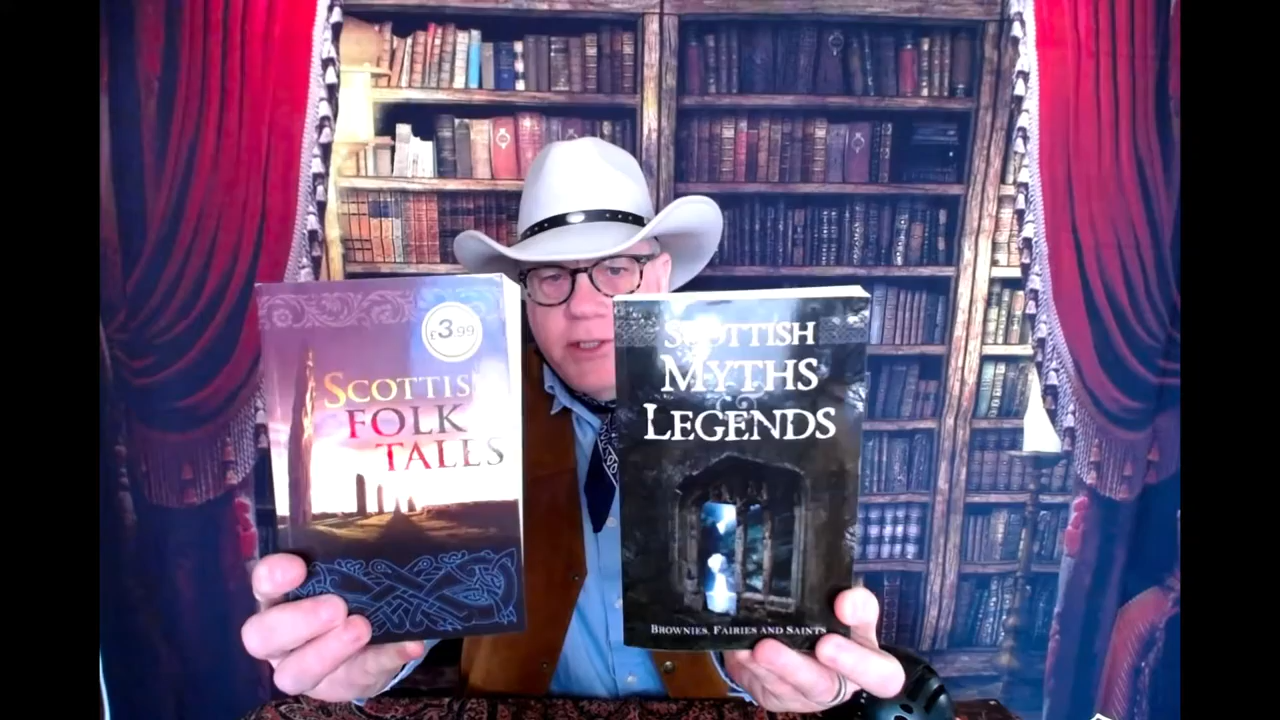 £3.99
SCOTTISH
FOLK
TALES
SCOTTISH
MYTHS
&
LEGENDS
BROWNIES, FAIRIES AND SAINTS